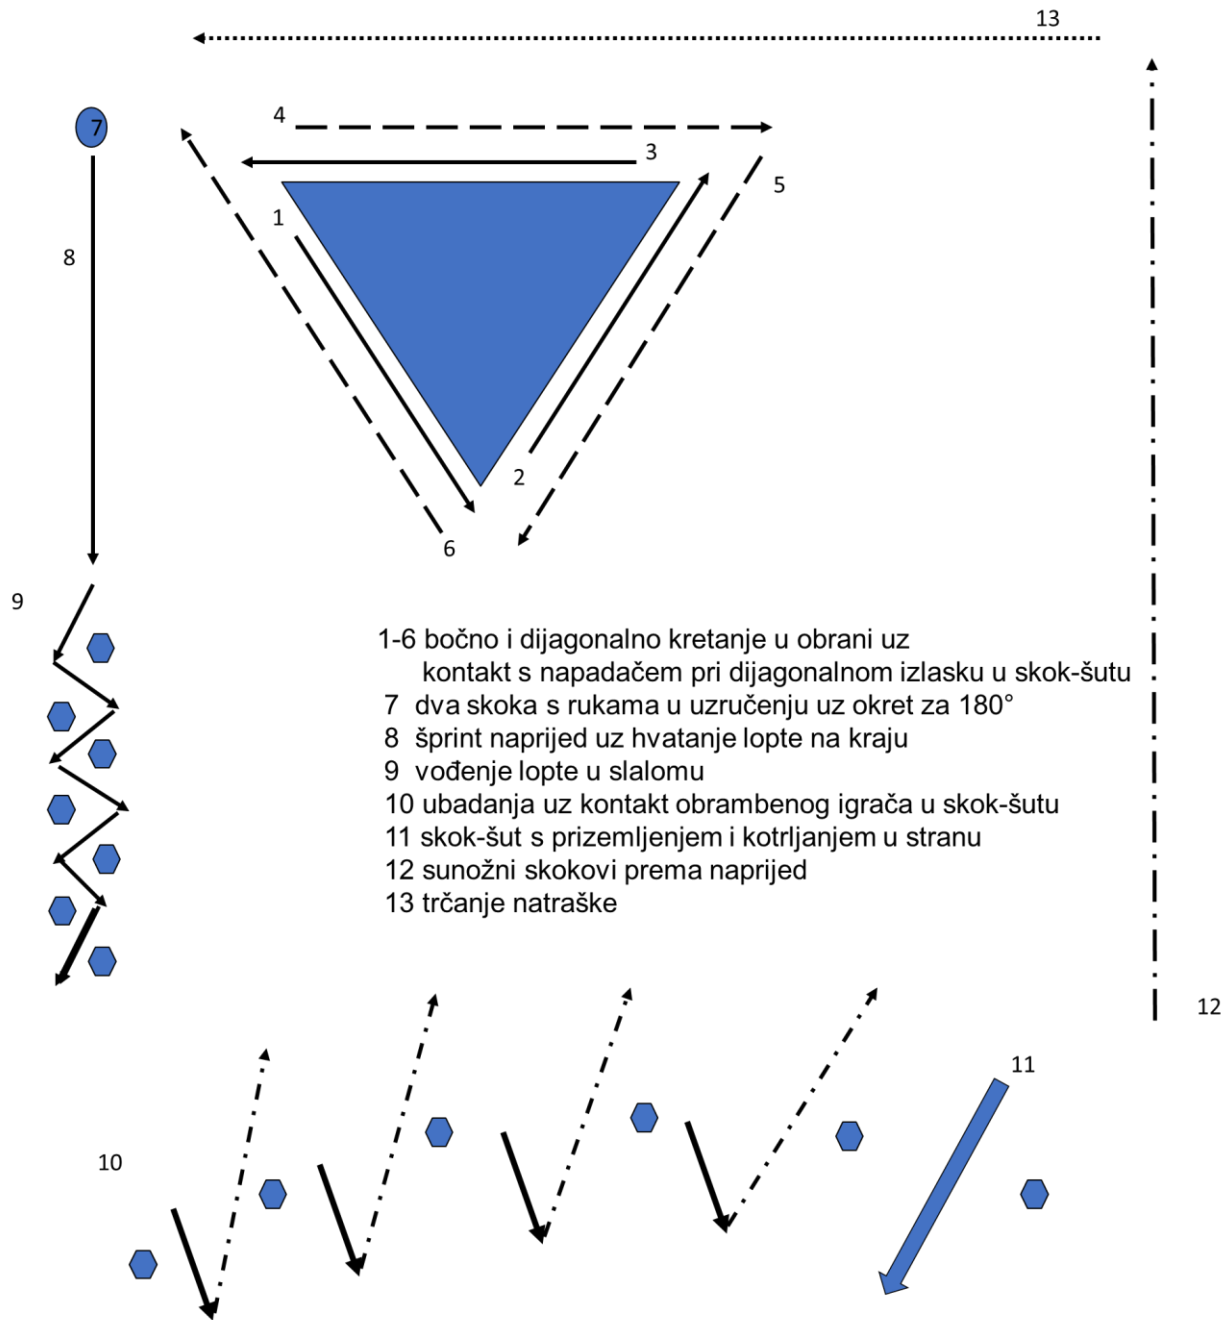 13
7
4
3
5
1
8
2
6
9
1-6 bočno i dijagonalno kretanje u obrani uz
kontakt s napadačem pri dijagonalnom izlasku u skok-šutu
7 dva skoka s rukama u uzručenju uz okret za 180°
8 šprint naprijed uz hvatanje lopte na kraju
9 vođenje lopte u slalomu
10 ubadanja uz kontakt obrambenog igrača u skok-šutu
11 skok-šut s prizemljenjem i kotrljanjem u stranu
12 sunožni skokovi prema naprijed
13 trčanje natraške
12
11
10